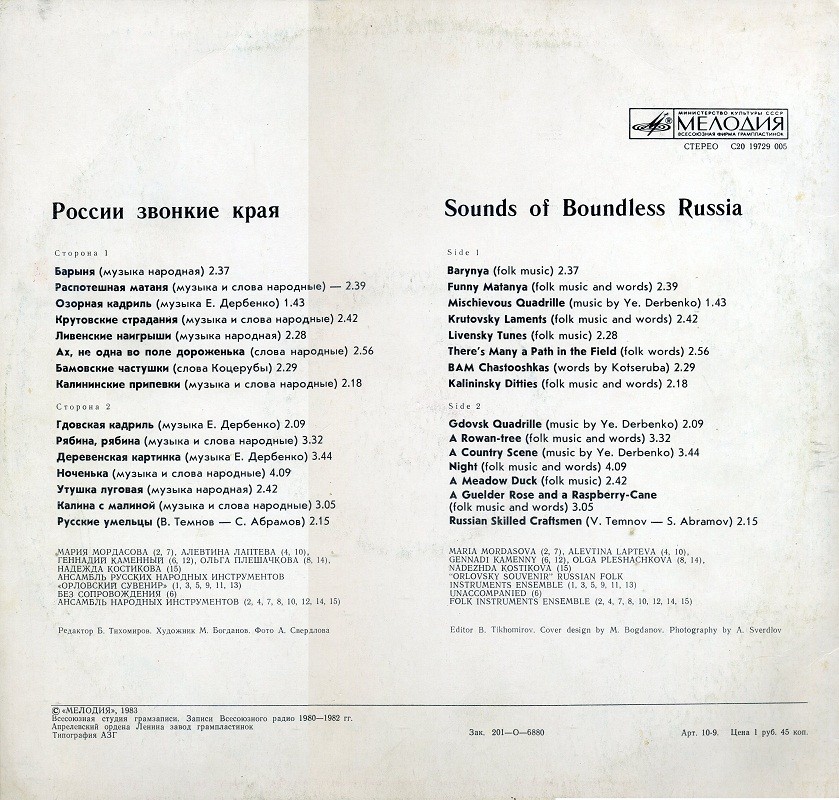 МИНИСТЕРСТВО КУЛЬТУРЫ СССР
МЕЛОДИЯ
ВСЕСОЮЗНАЯ ФИРМА ГРАМПЛАСТИНОК
СТЕРЕО С20 19729 005
России звонкие края
Сторона 1
Барыня (музыка народная) 2.37
Распотешная матаня (музыка и слова народные) — 2.39
Озорная кадриль (музыка Е. Дербенко) 1.43
Крутовские страдания (музыка и слова народные) 2.42
Ливенские наигрыши (музыка народная) 2.28
Ах, не одна во поле дороженька (слова народные) 2.56
Бамовские частушки (слова Коцерубы) 2.29
Калининские припевки (музыка и слова народные) 2.18
Сторона 2
Гдовская кадриль (музыка Е. Дербенко) 2.09
Рябина, рябина (музыка и слова народные) 3.32
Деревенская картинка (музыка Е. Дербенко) 3.44
Ноченька (музыка и слова народные) 4.09
Утушка луговая (музыка народная) 2.42
Калина с малиной (музыка и слова народные) 3.05
Русские умельцы (В. Темнов — С. Абрамов) 2.15
МАРИЯ МОРДАСОВА (2, 7), АЛЕВТИНА ЛАПТЕВА (4, 10),
ГЕННАДИЙ КАМЕННЫЙ (6, 12), ОЛЬГА ПЛЕШАЧКОВА (8, 14),
НАДЕЖДА КОСТИКОВА (15)
АНСАМБЛЬ РУССКИХ НАРОДНЫХ ИНСТРУМЕНТОВ
«ОРЛОВСКИЙ СУВЕНИР» (1, 3, 5, 9, 11, 13)
БЕЗ СОПРОВОЖДЕНИЯ (6)
АНСАМБЛЬ НАРОДНЫХ ИНСТРУМЕНТОВ (2, 4, 7, 8, 10, 12, 14, 15)
Редактор Б. Тихомиров. Художник М. Богданов. Фото А. Свердлова
Sounds of Boundless Russia
Side 1
Barynya (folk music) 2.37
Funny Matanya (folk music and words) 2.39
Mischievous Quadrille (music by Ye. Derbenko) 1.43
Krutovsky Laments (folk music and words) 2.42
Livensky Tunes (folk music) 2.28
There's Many a Path in the Field (folk words) 2.56
BAM Chastooshkas (words by Kotseruba) 2.29
Kalininsky Ditties (folk music and words) 2.18
Side 2
Gdovsk Quadrille (music by Ye. Derbenko) 2.09
A Rowan-tree (folk music and words) 3.32
A Country Scene (music by Ye. Derbenko) 3.44
Night (folk music and words) 4.09
A Meadow Duck (folk music) 2.42
A Guelder Rose and a Raspberry-Cane
(folk music and words) 3.05
Russian Skilled Craftsmen (V. Temnov — S. Abramov) 2.15
MARIA MORDASOVA (2, 7), ALEVTINA LAPTEVA (4, 10),
GENNADI KAMENNY (6, 12), OLGA PLESHACHKOVA (8, 14),
NADEZHDA KOSTIKOVA (15)
"ORLOVSKY SOUVENIR" RUSSIAN FOLK
INSTRUMENTS ENSEMBLE (1, 3, 5, 9, 11, 13)
UNACCOMPANIED (6)
FOLK INSTRUMENTS ENSEMBLE (2, 4, 7, 8, 10, 12, 14, 15)
Editor B. Tikhomirov. Cover design by M. Bogdanov. Photography by A. Sverdlov
© «МЕЛОДИЯ», 1983
Всесоюзная студия грамзаписи. Записи Всесоюзного радио 1980—1982 гг.
Апрелевский ордена Ленина завод грампластинок
Типография АЗГ
Зак. 201—О—6880
Арт. 10-9. Цена 1 руб. 45 коп.